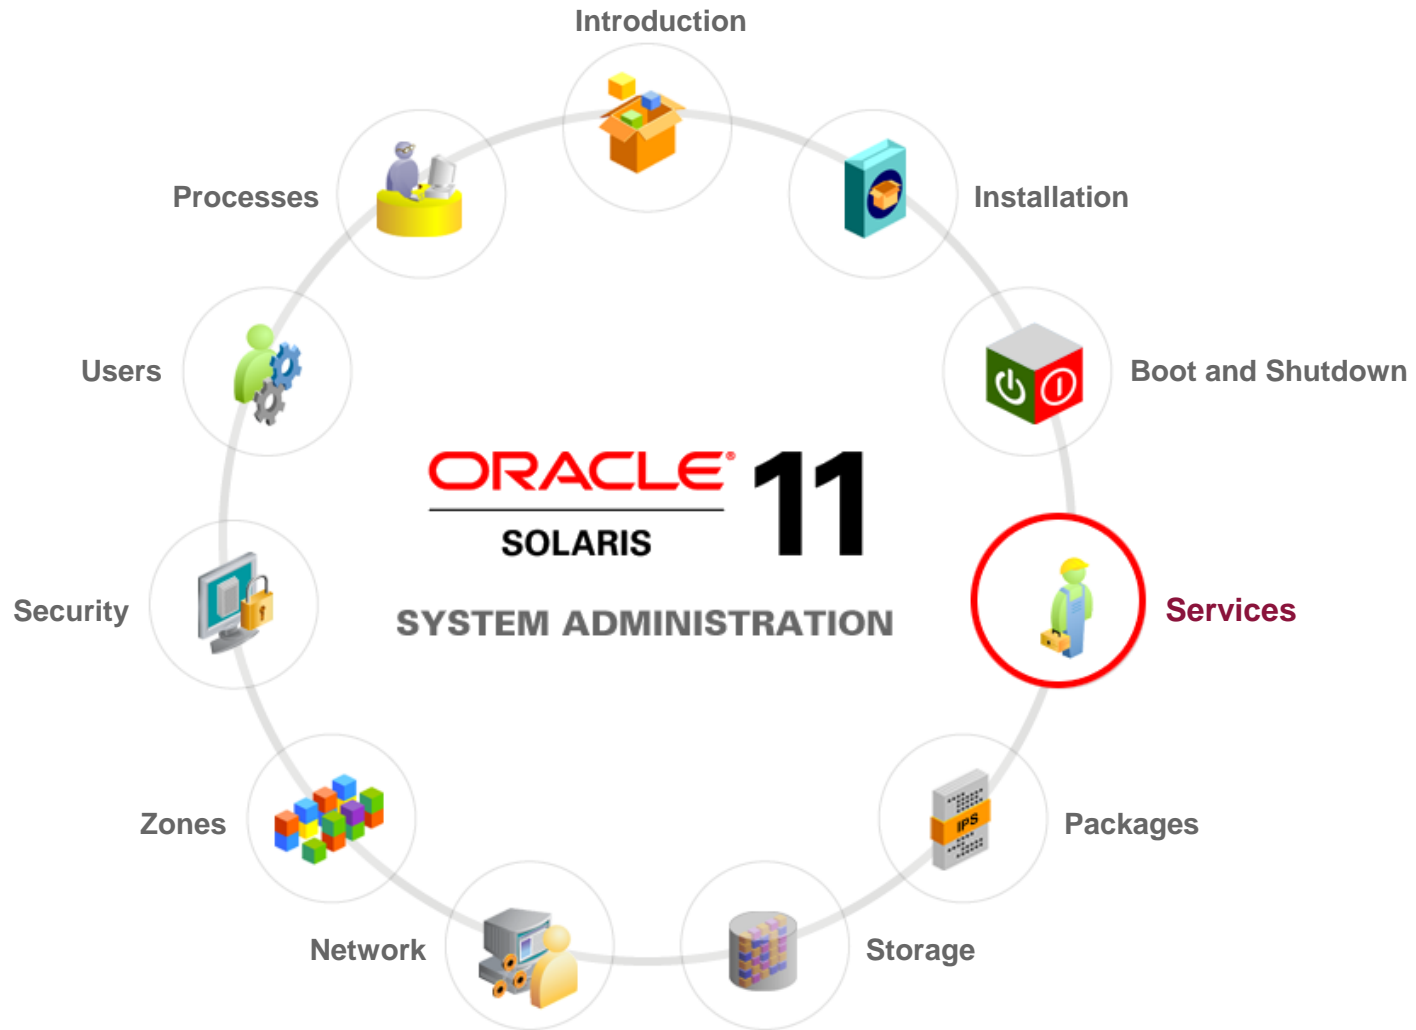 Introduction
Processes
Installation
Users
Boot and Shutdown
ORACLE® 11
SOLARIS
SYSTEM ADMINISTRATION
Security
Services
Zones
IPS
Packages
Network
Storage